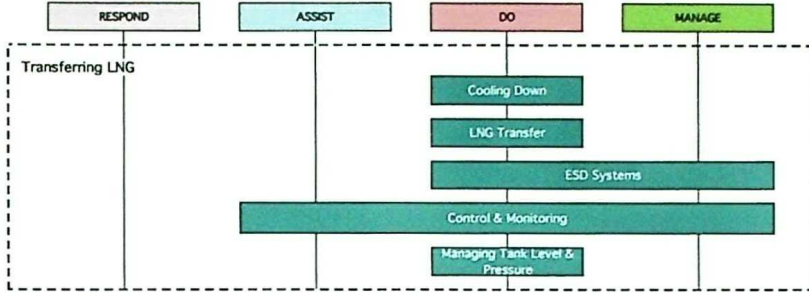 RESPOND
ASSIST
DO
MANAGE
Transferring LNG
Cooling Down
LNG Transfer
ESD Systems
Control & Monitoring
Managing Tank Level &
Pressure